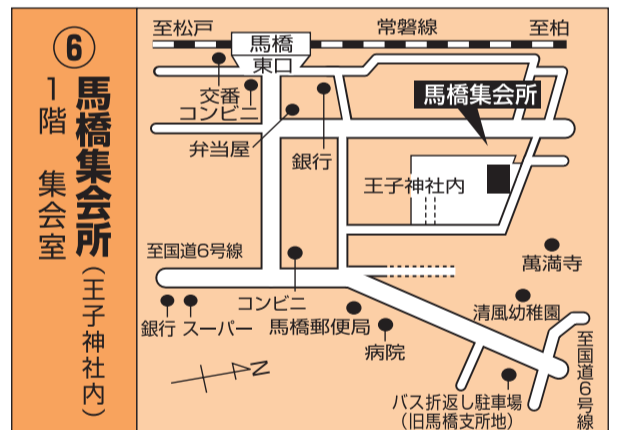 ⑥
馬橋集会所(王子神社内)
1階 集会室
至松戸
常磐線
至柏
馬橋
東口
交番
コンビニ
弁当屋
銀行
馬橋集会所
王子神社内
至国道6号線
コンビニ
萬満寺
銀行
スーパー
馬橋郵便局
清風幼稚園
病院
至国道6号線
N
バス折返し駐車場
(旧馬橋支所地)